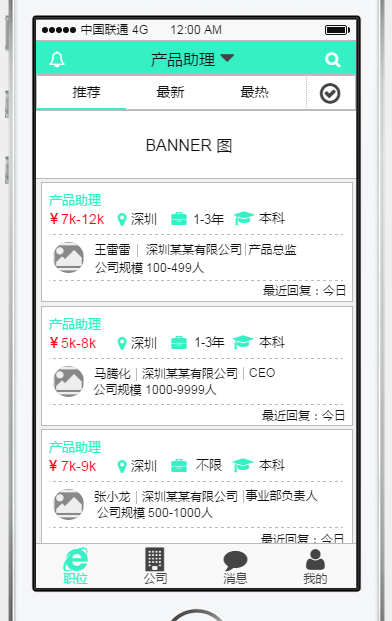 中国联通 4G 12:00 AM
产品助理
推荐 最新 最热
BANNER 图
产品助理
￥7k-12k 深圳 1-3年 本科
王雷雷 | 深圳某某有限公司|产品总监
公司规模 100-499人
最近回复：今日
产品助理
￥5k-8k 深圳 1-3年 本科
马腾化 | 深圳某某有限公司 | CEO
公司规模 1000-9999人
最近回复：今日
产品助理
￥7k-9k 深圳 不限 本科
张小龙 | 深圳某某有限公司 |事业部负责人
公司规模 500-1000人
最近回复：今日
职位 公司 消息 我的